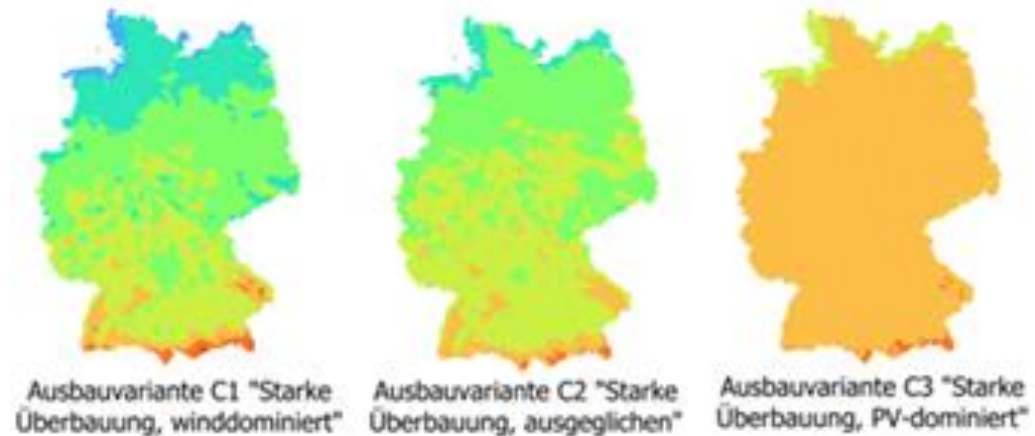 Ausbauvariante C1 "Starke
Überbauung, winddominiert"
Ausbauvariante C2 "Starke
Überbauung, ausgeglichen"
Ausbauvariante C3 "Starke
Überbauung, PV-dominiert"